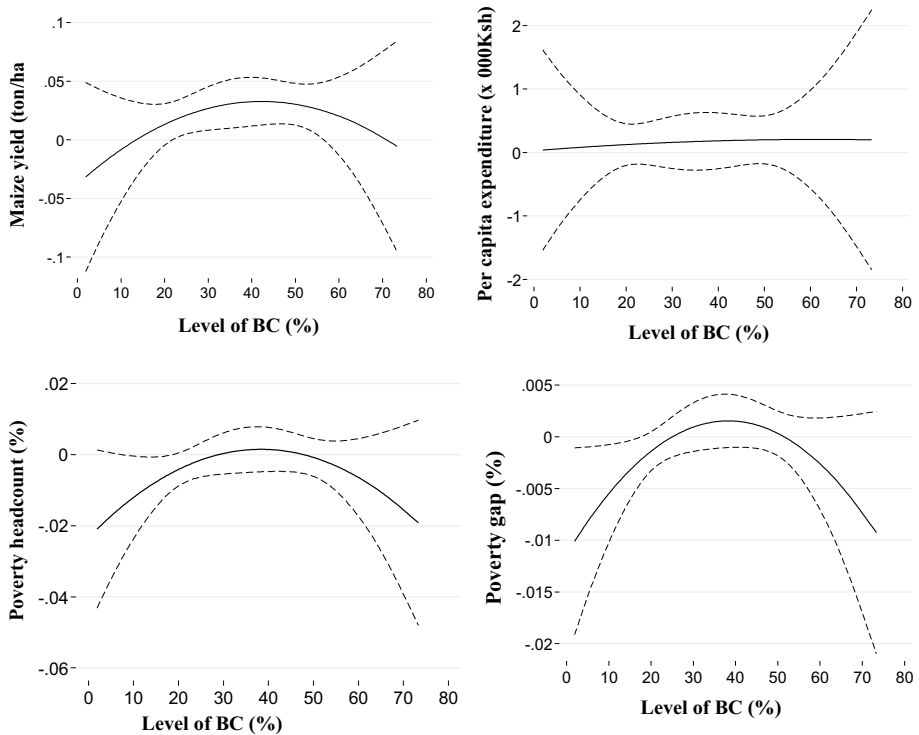 Maize yield (ton/ha
.1
.05
0
-.05
-.1
0 10 20 30 40 50 60 70 80
Level of BC (%)
Per capita expenditure (x 000Ksh)
2
1
0
-1
-2
0 10 20 30 40 50 60 70 80
Level of BC (%)
Poverty headcount (%)
.02
0
-.02
-.04
-.06
0 10 20 30 40 50 60 70 80
Level of BC (%)
Poverty gap (%)
.005
0
-.005
-.01
-.015
-.02
0 10 20 30 40 50 60 70 80
Level of BC (%)